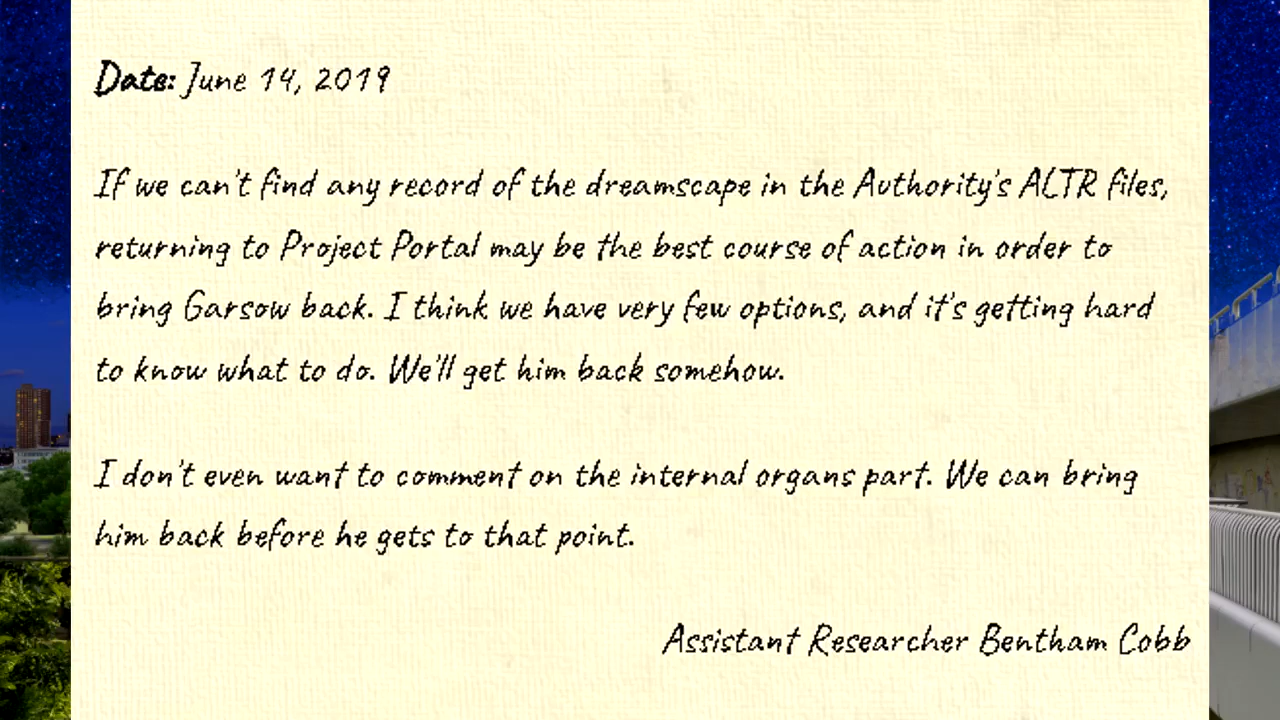 Date: June 14, 2019
If we can't find any record of the dreamscape in the Authority's ALTR files,
returning to Project Portal may be the best course of action in order to
bring Garsow back. I think we have very few options, and it's getting hard
to know what to do. We'll get him back somehow.
I don't even want to comment on the internal organs part. We can bring
him back before he gets to that point.
Assistant Researcher Bentham Cobb